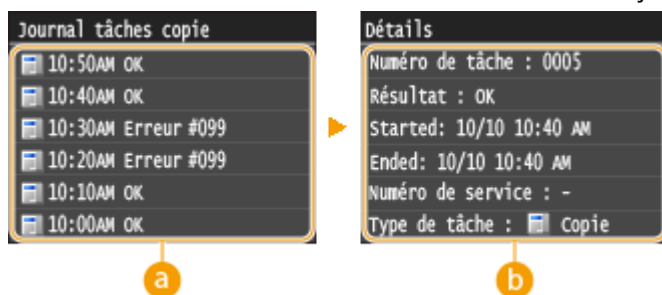 Journal tâches copie
10:50AM OK
10:40AM OK
10:30AM Erreur #099
10:20AM Erreur #099
10:10AM OK
10:00AM OK
a
Détails
Numéro de tâche : 0005
Résultat : OK
Started: 10/10 10:40 AM
Ended: 10/10 10:40 AM
Numéro de service : -
Type de tâche : Copie
b